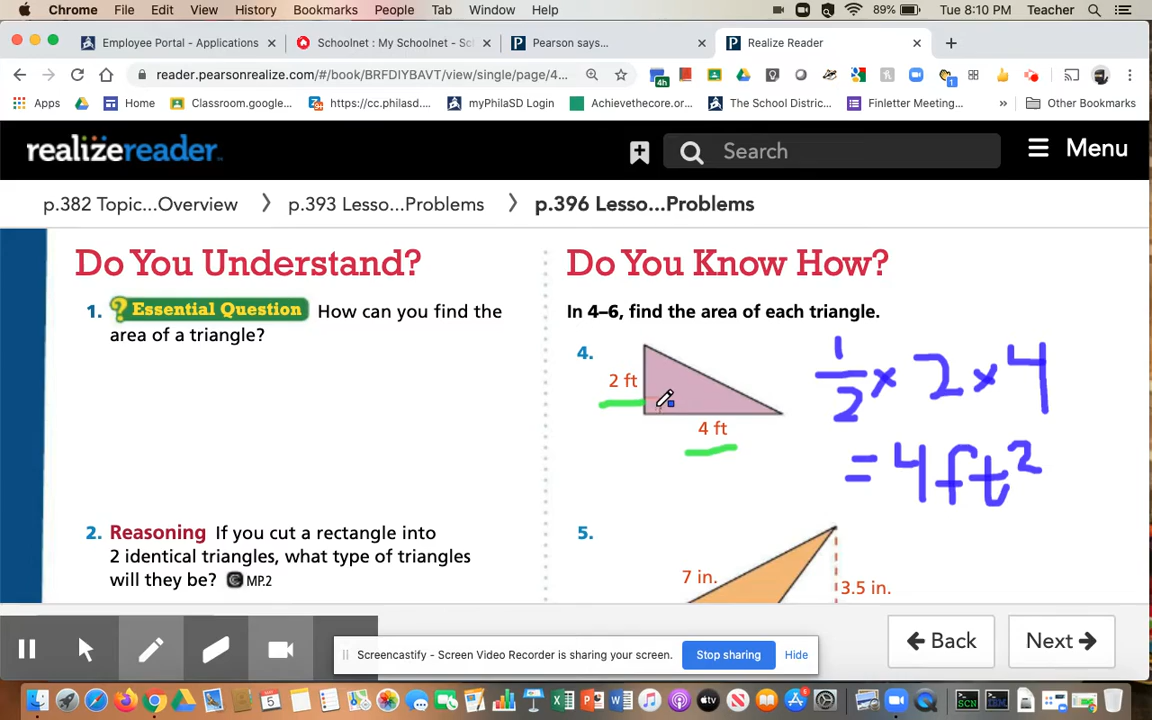 Chrome File Edit View History Bookmarks People Tab Window Help 89% Tue 8:10 PM Teacher
Employee Portal - Applications Schoolnet : My Schoolnet - Sc Pearson says... Realize Reader
reader.pearsonrealize.com/#/book/BRFDIYBAVT/view/single/page/4... 4h 1
Apps Home Classroom.google... https://cc.philasd.... myPhilaSD Login Achievethecore.or... The School Distric... Finletter Meeting... » Other Bookmarks
realizereader Search Menu
p.382 Topic...Overview p.393 Lesso...Problems p.396 Lesso...Problems
Do You Understand?
1. ? Essential Question How can you find the
area of a triangle?
2. Reasoning If you cut a rectangle into
2 identical triangles, what type of triangles
will they be? MP.2
Do You Know How?
In 4–6, find the area of each triangle.
4.
2 ft
4 ft
1/2 × 2 × 4
= 4ft²
5.
7 in.
3.5 in.
Back Next
Screencastify - Screen Video Recorder is sharing your screen. Stop sharing Hide